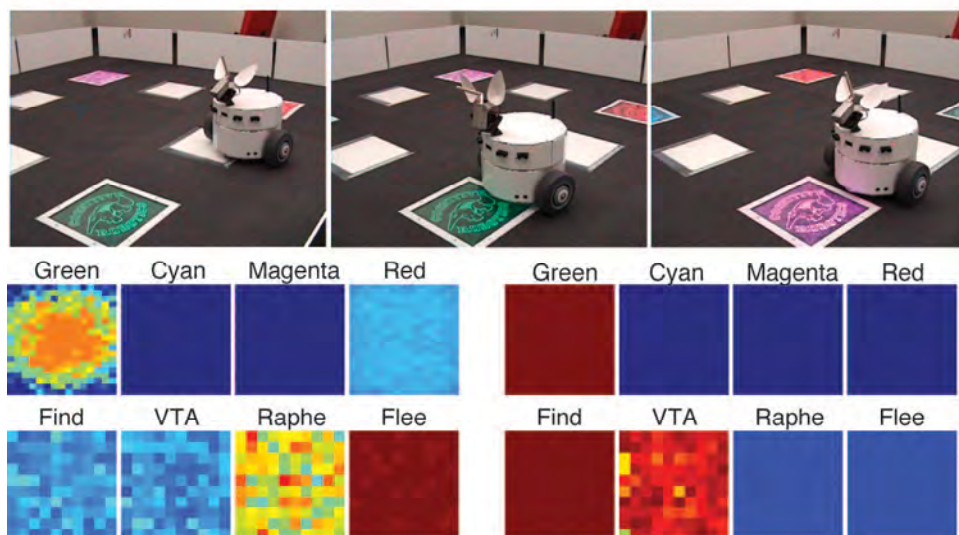 Green Cyan Magenta Red Green Cyan Magenta Red
Find VTA Raphe Flee Find VTA Raphe Flee